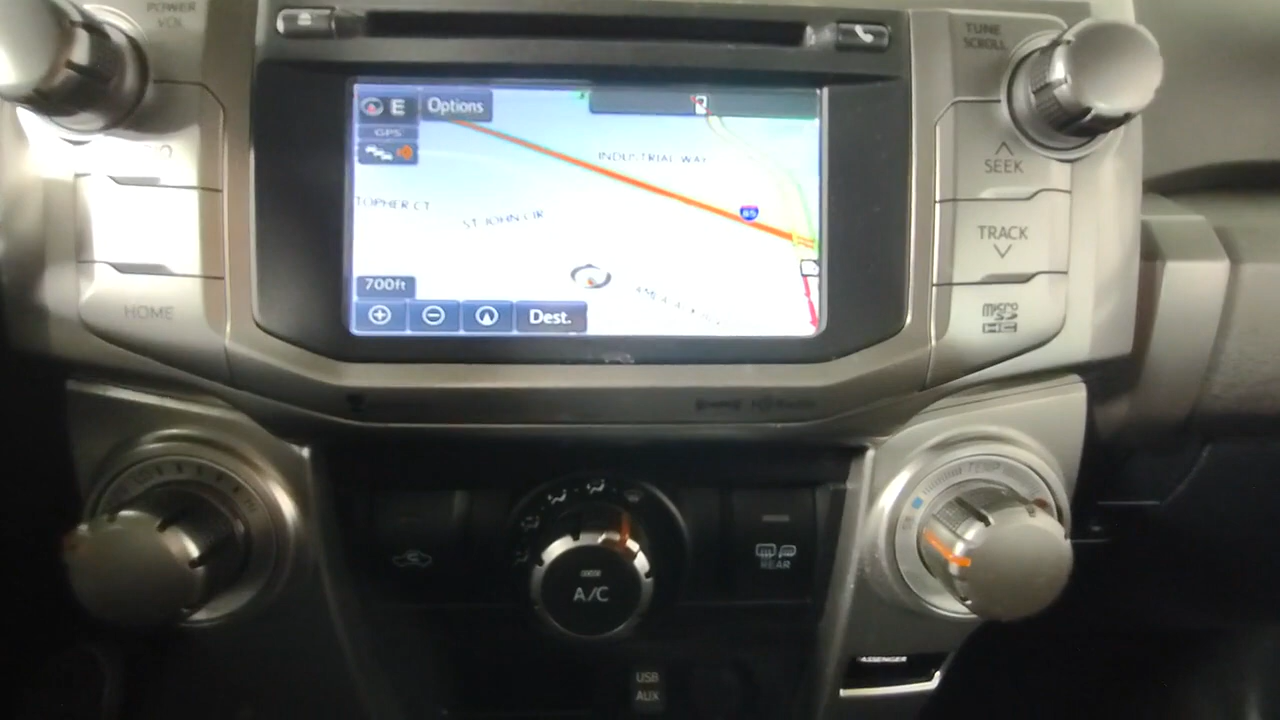 POWER
VOL
TUNE
SCROLL
E
Options
GPS
INDUSTRIAL WAY
85
TOPHER CT
ST JOHN CIR
700ft
Dest.
SEEK
TRACK
micro
SD
HC
HOME
TEMP
A/C
REAR
PASSENGER
USB
AUX